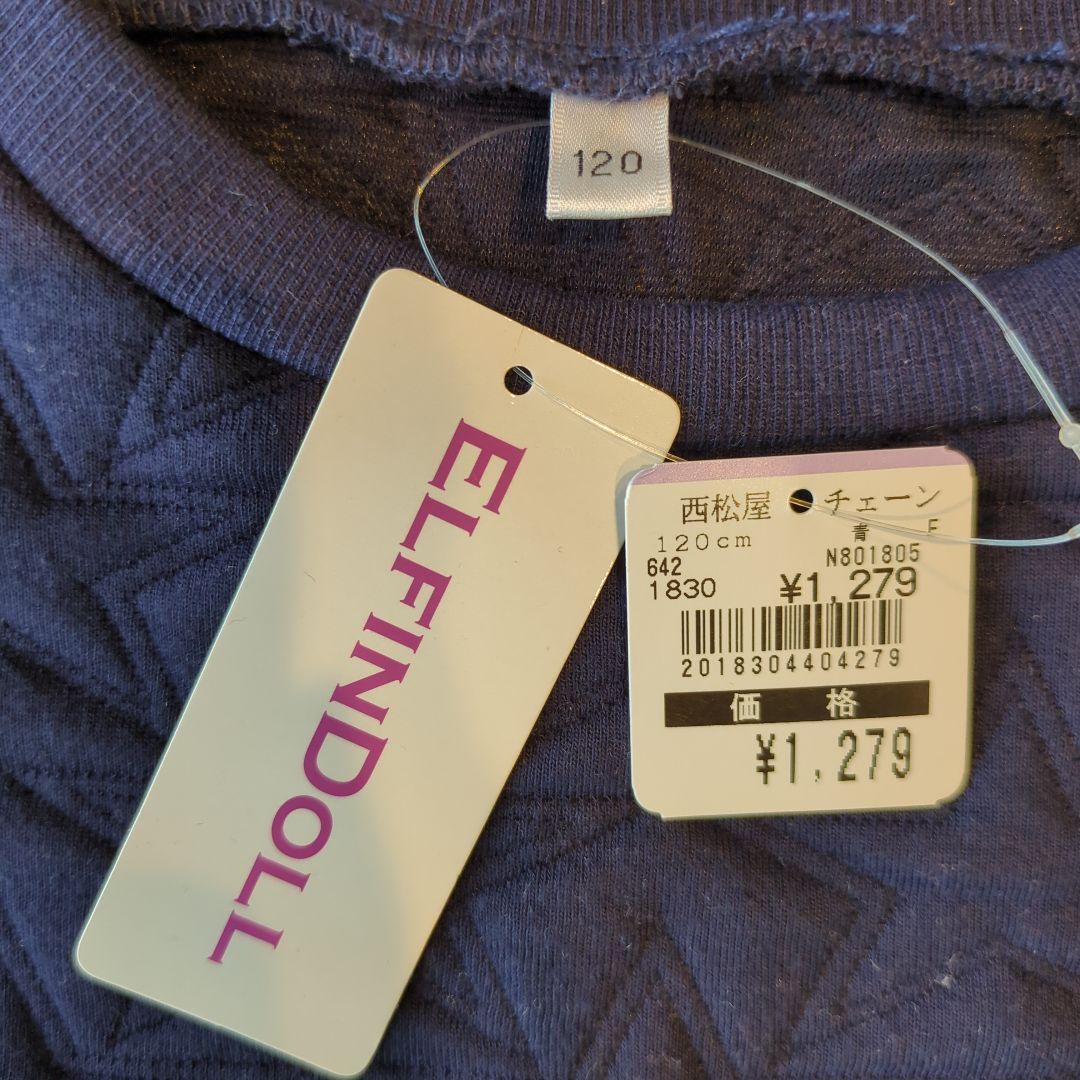 120
ELFINDOLL
西松屋 チェーン
120cm 青 F
642 N801805
1830 ¥1,279
2018304404279
価 格
¥1,279